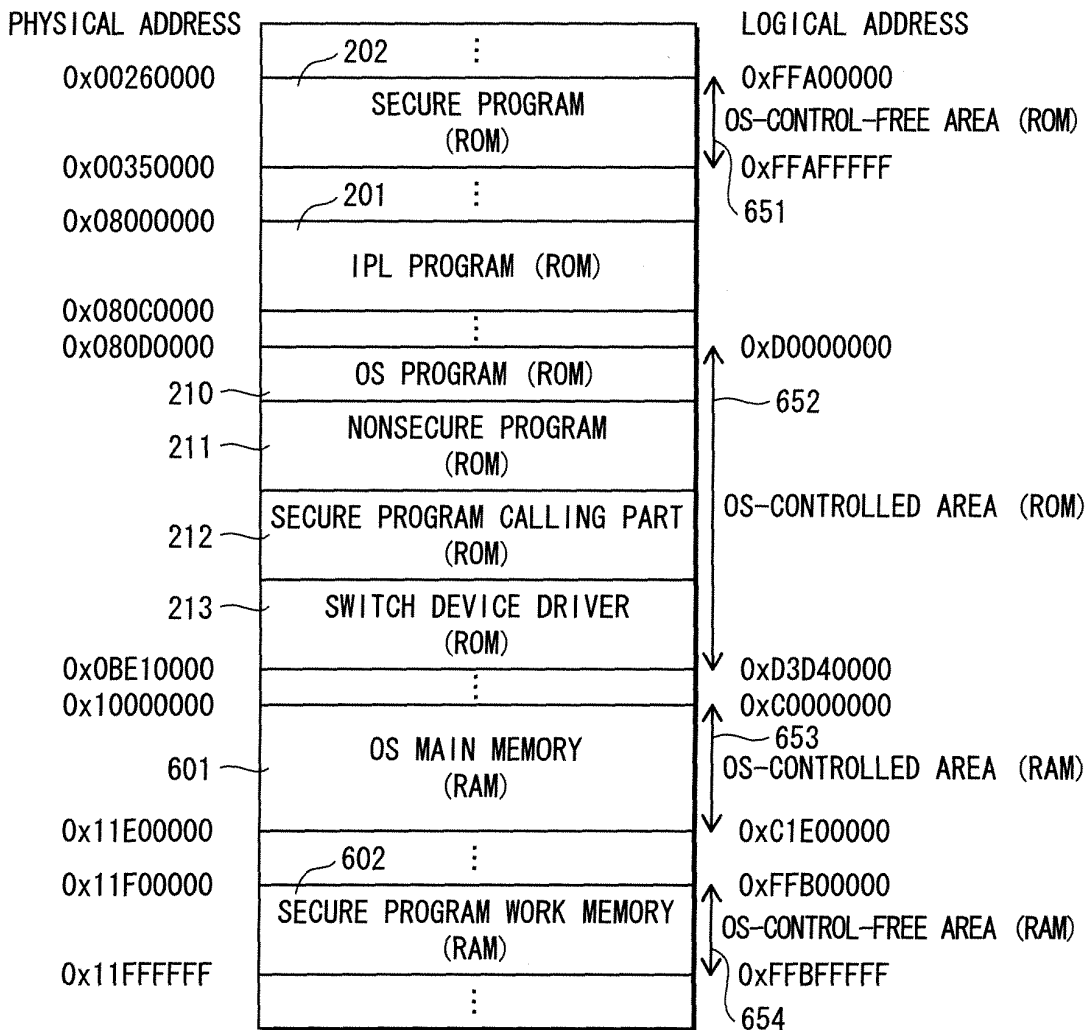 PHYSICAL ADDRESS
LOGICAL ADDRESS
202
0x00260000
0xFFA00000
SECURE PROGRAM
(ROM)
OS-CONTROL-FREE AREA (ROM)
0x00350000
0xFFAFFFFF
651
201
0x08000000
IPL PROGRAM (ROM)
0x080C0000
0x080D0000
0xD0000000
OS PROGRAM (ROM)
210
652
NONSECURE PROGRAM
(ROM)
211
OS-CONTROLLED AREA (ROM)
SECURE PROGRAM CALLING PART
(ROM)
212
SWITCH DEVICE DRIVER
(ROM)
213
0x0BE10000
0xD3D40000
0x10000000
0xC0000000
653
OS MAIN MEMORY
(RAM)
601
OS-CONTROLLED AREA (RAM)
0x11E00000
0xC1E00000
602
0x11F00000
0xFFB00000
SECURE PROGRAM WORK MEMORY
(RAM)
OS-CONTROL-FREE AREA (RAM)
0x11FFFFFF
0xFFBFFFFF
654